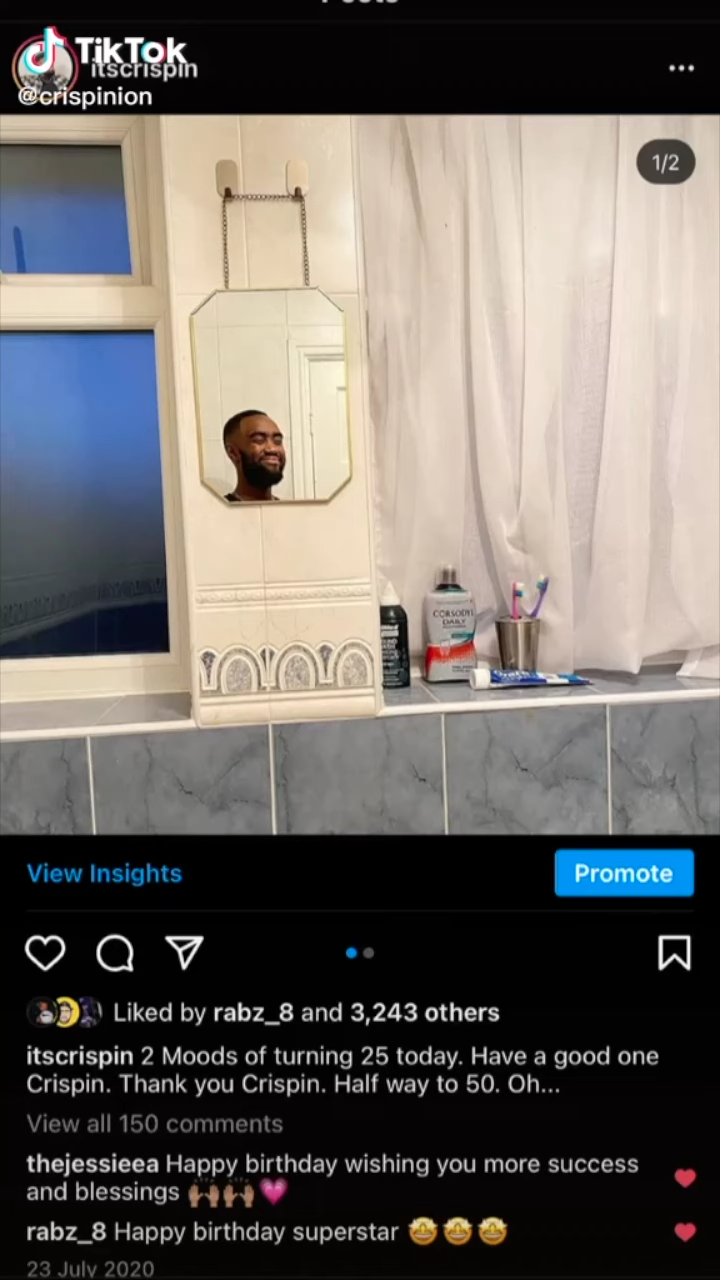 Posts
TikTok
itscrispin
@crispinion
1/2
CORSODYL
DAILY
View Insights
Promote
Liked by rabz_8 and 3,243 others
itscrispin 2 Moods of turning 25 today. Have a good one
Crispin. Thank you Crispin. Half way to 50. Oh...
View all 150 comments
thejessieea Happy birthday wishing you more success
and blessings 🙌🏽🙌🏽💗
rabz_8 Happy birthday superstar 🤩🤩🤩
23 July 2020